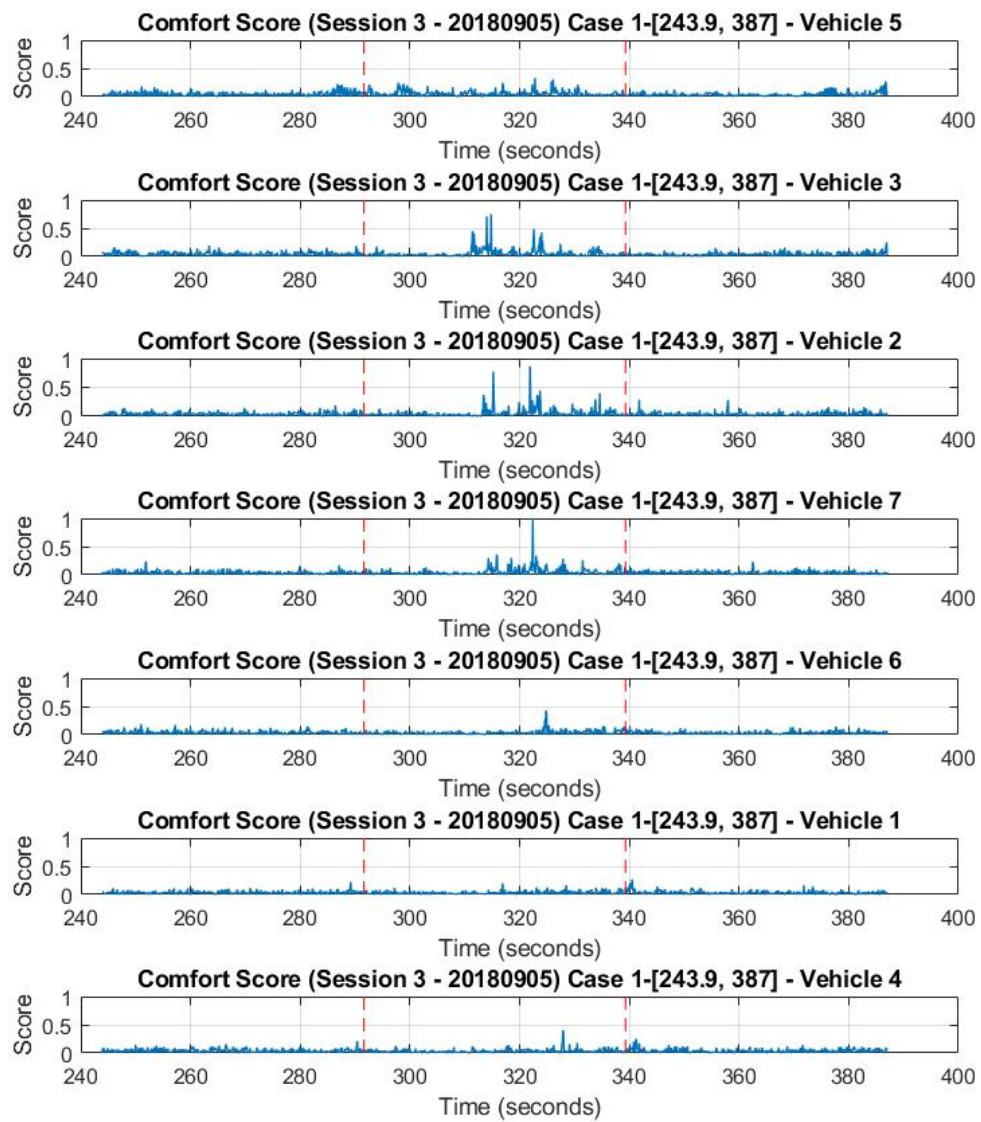 Comfort Score (Session 3 - 20180905) Case 1-[243.9, 387] - Vehicle 5
Score
1
0.5
0
240 260 280 300 320 340 360 380 400
Time (seconds)
Comfort Score (Session 3 - 20180905) Case 1-[243.9, 387] - Vehicle 3
Score
1
0.5
0
240 260 280 300 320 340 360 380 400
Time (seconds)
Comfort Score (Session 3 - 20180905) Case 1-[243.9, 387] - Vehicle 2
Score
1
0.5
0
240 260 280 300 320 340 360 380 400
Time (seconds)
Comfort Score (Session 3 - 20180905) Case 1-[243.9, 387] - Vehicle 7
Score
1
0.5
0
240 260 280 300 320 340 360 380 400
Time (seconds)
Comfort Score (Session 3 - 20180905) Case 1-[243.9, 387] - Vehicle 6
Score
1
0.5
0
240 260 280 300 320 340 360 380 400
Time (seconds)
Comfort Score (Session 3 - 20180905) Case 1-[243.9, 387] - Vehicle 1
Score
1
0.5
0
240 260 280 300 320 340 360 380 400
Time (seconds)
Comfort Score (Session 3 - 20180905) Case 1-[243.9, 387] - Vehicle 4
Score
1
0.5
0
240 260 280 300 320 340 360 380 400
Time (seconds)